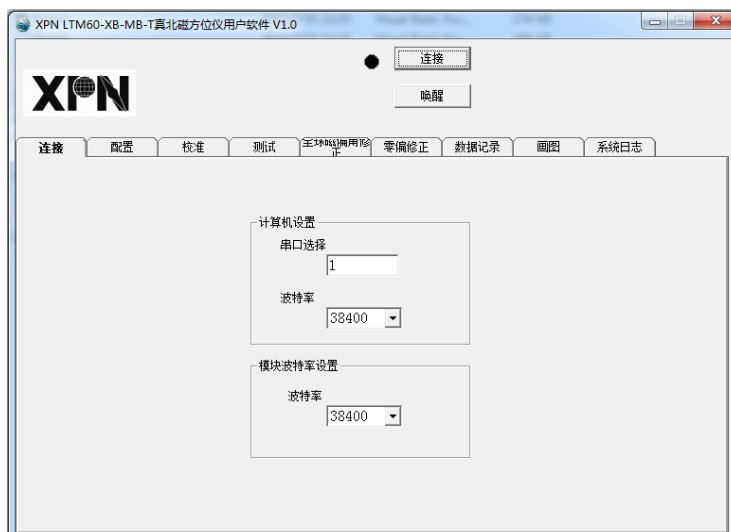 XPN LTM60-XB-MB-T真北磁方位仪用户软件 V1.0
连接
XPN
唤醒
连接
配置
校准
测试
正
零偏修正
数据记录
画图
系统日志
计算机设置
串口选择
1
波特率
38400
模块波特率设置
波特率
38400